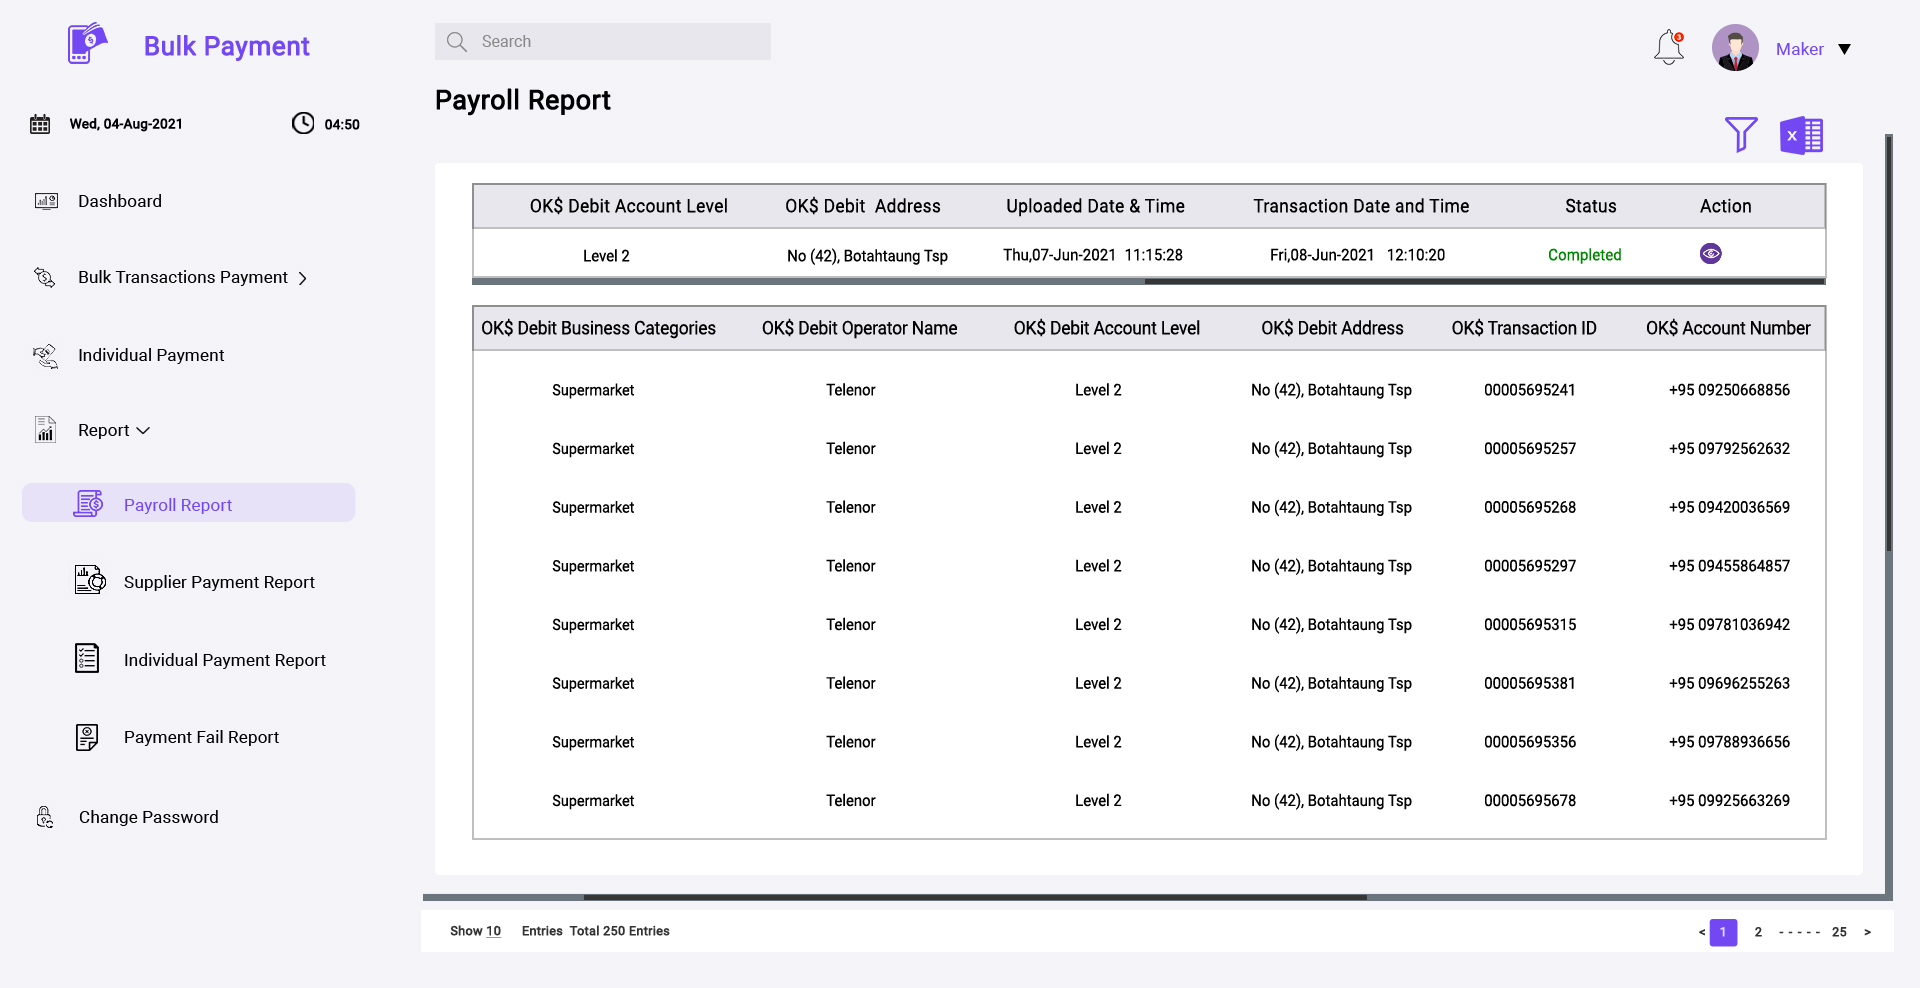 Bulk Payment
Search
3
Maker
Wed, 04-Aug-2021 04:50
Dashboard
Bulk Transactions Payment
Individual Payment
Report
Payroll Report
Supplier Payment Report
Individual Payment Report
Payment Fail Report
Change Password
Payroll Report
X
OK$ Debit Account Level OK$ Debit Address Uploaded Date & Time Transaction Date and Time Status Action
Level 2 No (42), Botahtaung Tsp Thu,07-Jun-2021 11:15:28 Fri,08-Jun-2021 12:10:20 Completed
OK$ Debit Business Categories OK$ Debit Operator Name OK$ Debit Account Level OK$ Debit Address OK$ Transaction ID OK$ Account Number
Supermarket Telenor Level 2 No (42), Botahtaung Tsp 00005695241 +95 09250668856
Supermarket Telenor Level 2 No (42), Botahtaung Tsp 00005695257 +95 09792562632
Supermarket Telenor Level 2 No (42), Botahtaung Tsp 00005695268 +95 09420036569
Supermarket Telenor Level 2 No (42), Botahtaung Tsp 00005695297 +95 09455864857
Supermarket Telenor Level 2 No (42), Botahtaung Tsp 00005695315 +95 09781036942
Supermarket Telenor Level 2 No (42), Botahtaung Tsp 00005695381 +95 09696255263
Supermarket Telenor Level 2 No (42), Botahtaung Tsp 00005695356 +95 09788936656
Supermarket Telenor Level 2 No (42), Botahtaung Tsp 00005695678 +95 09925663269
Show 10 Entries Total 250 Entries
< 1 2 - - - - - 25 >